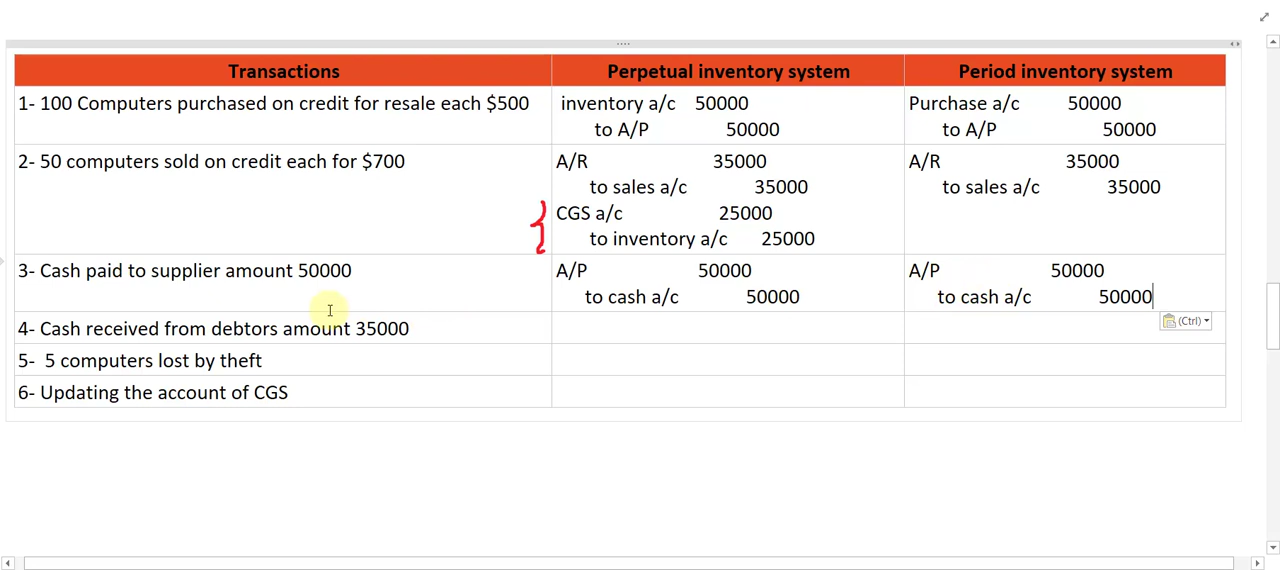 Transactions Perpetual inventory system Period inventory system
1- 100 Computers purchased on credit for resale each $500 inventory a/c 50000 Purchase a/c 50000
to A/P 50000 to A/P 50000
2- 50 computers sold on credit each for $700 A/R 35000 A/R 35000
to sales a/c 35000 to sales a/c 35000
CGS a/c 25000
to inventory a/c 25000
3- Cash paid to supplier amount 50000 A/P 50000 A/P 50000
to cash a/c 50000 to cash a/c 50000
(Ctrl)
4- Cash received from debtors amount 35000
5- 5 computers lost by theft
6- Updating the account of CGS